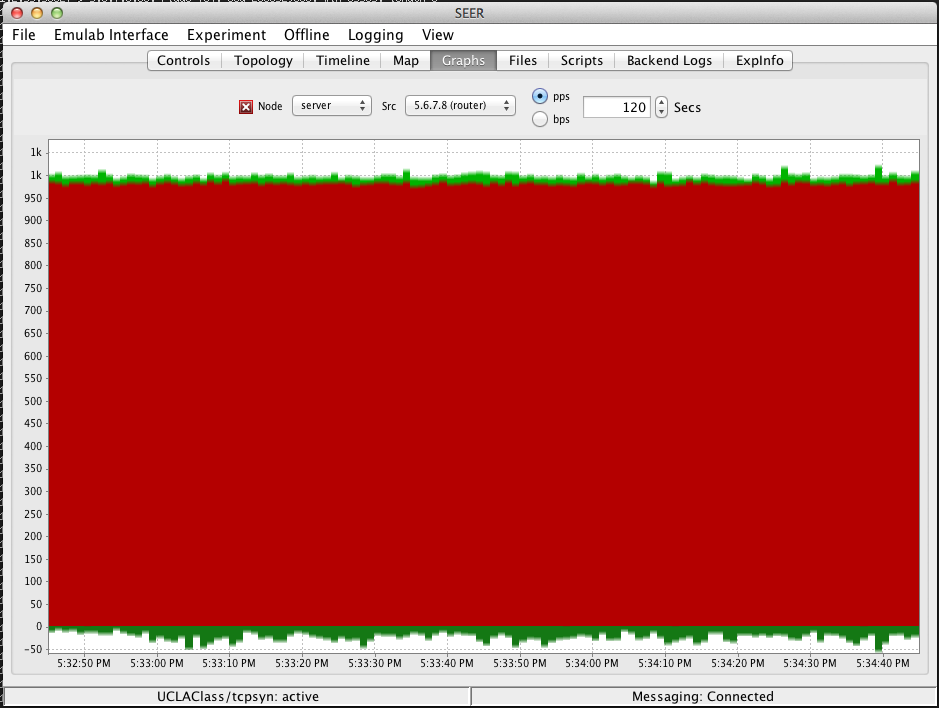 SEER
File Emulab Interface Experiment Offline Logging View
Controls Topology Timeline Map Graphs Files Scripts Backend Logs ExpInfo
Node server Src 5.6.7.8 (router) pps bps 120 Secs
1k
1k
950
900
850
800
750
700
650
600
550
500
450
400
350
300
250
200
150
100
50
0
-50
5:32:50 PM 5:33:00 PM 5:33:10 PM 5:33:20 PM 5:33:30 PM 5:33:40 PM 5:33:50 PM 5:34:00 PM 5:34:10 PM 5:34:20 PM 5:34:30 PM 5:34:40 PM
UCLAClass/tcpsyn: active Messaging: Connected